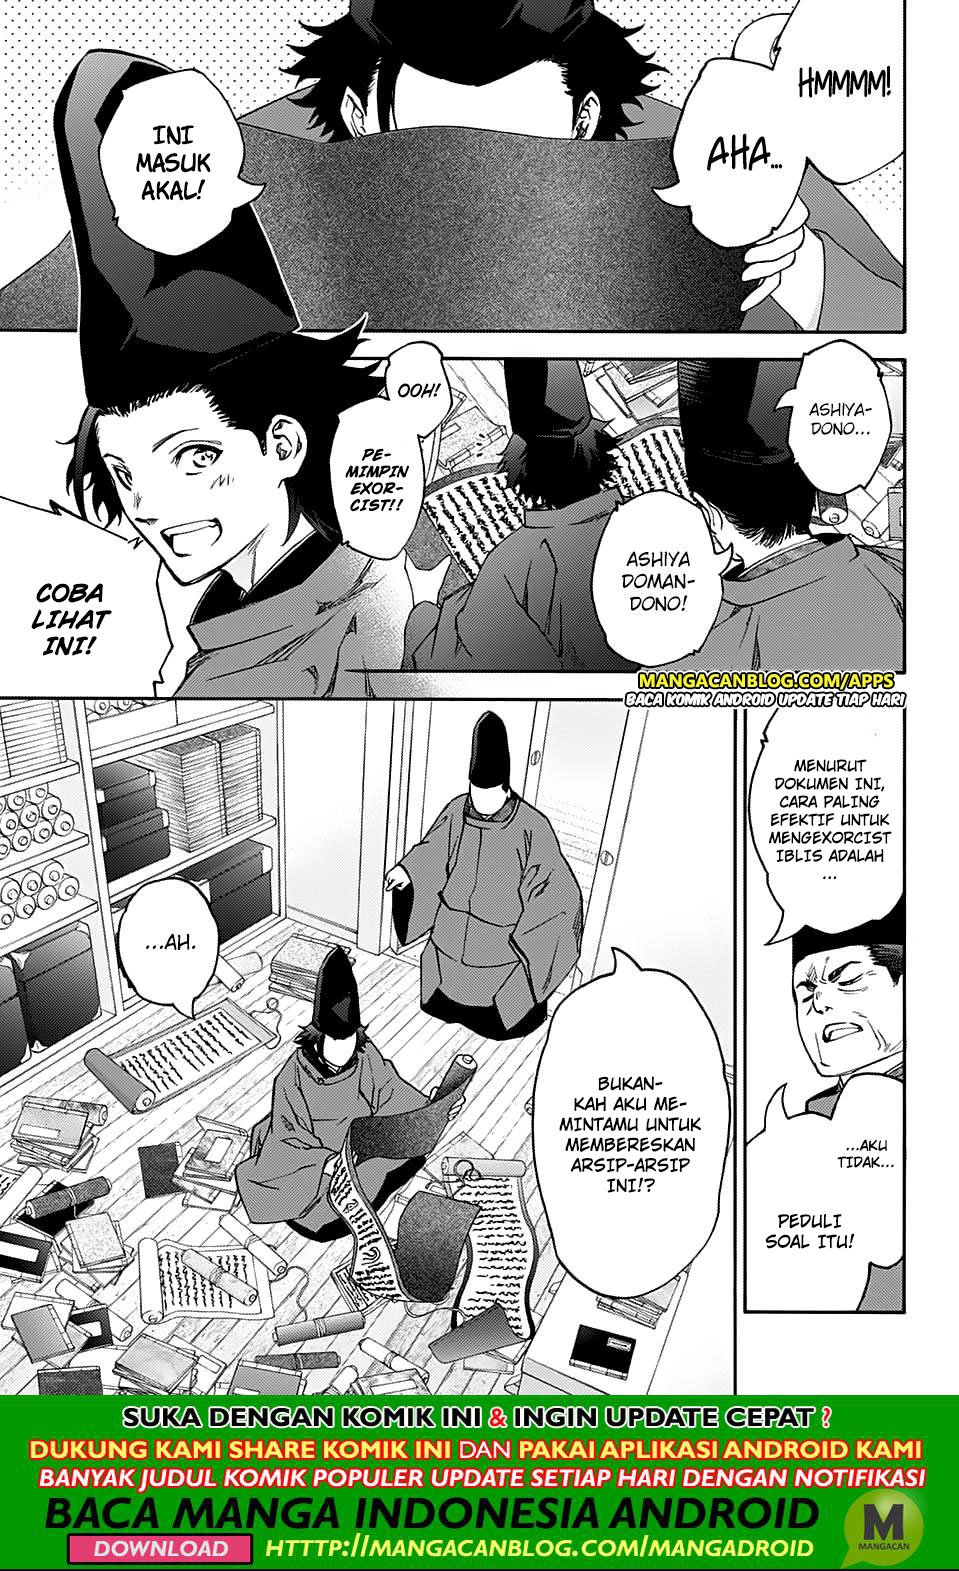 HMMMM!
AHA...
INI
MASUK
AKAL!
ASHIYA-
DONO...
ASHIYA
DOMAN-
DONO!
OOH!
PE-
MIMPIN
EXOR-
CIST!!
COBA
LIHAT
INI!
MANGACANBLOG.COM/APPS
BACA KOMIK ANDROID UPDATE TIAP HARI
MENURUT
DOKUMEN INI,
CARA PALING
EFEKTIF UNTUK
MENGEXORCIST
IBLIS ADALAH
...
...AKU
TIDAK...
PEDULI
SOAL ITU!
BUKAN-
KAH AKU ME-
MINTAMU UNTUK
MEMBERESKAN
ARSIP-ARSIP
INI!?
...AH.
SUKA DENGAN KOMIK INI & INGIN UPDATE CEPAT ?
DUKUNG KAMI SHARE KOMIK INI DAN PAKAI APLIKASI ANDROID KAMI
BANYAK JUDUL KOMIK POPULER UPDATE SETIAP HARI DENGAN NOTIFIKASI
BACA MANGA INDONESIA ANDROID
DOWNLOAD HTTTP://MANGACANBLOG.COM/MANGADROID
M
MANGACAN